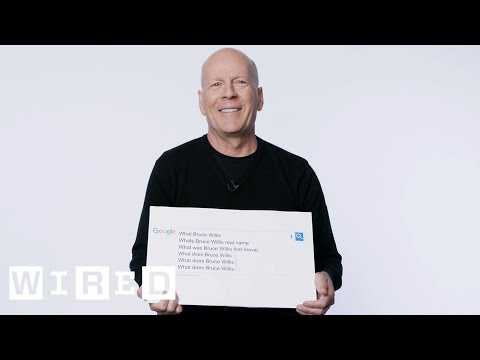 Google
What Bruce Willis
Whats Bruce Willis real name
What was Bruce Willis first movie
What does Bruce Willis
What does Bruce Willis
What does Bruce Willis
WIRED